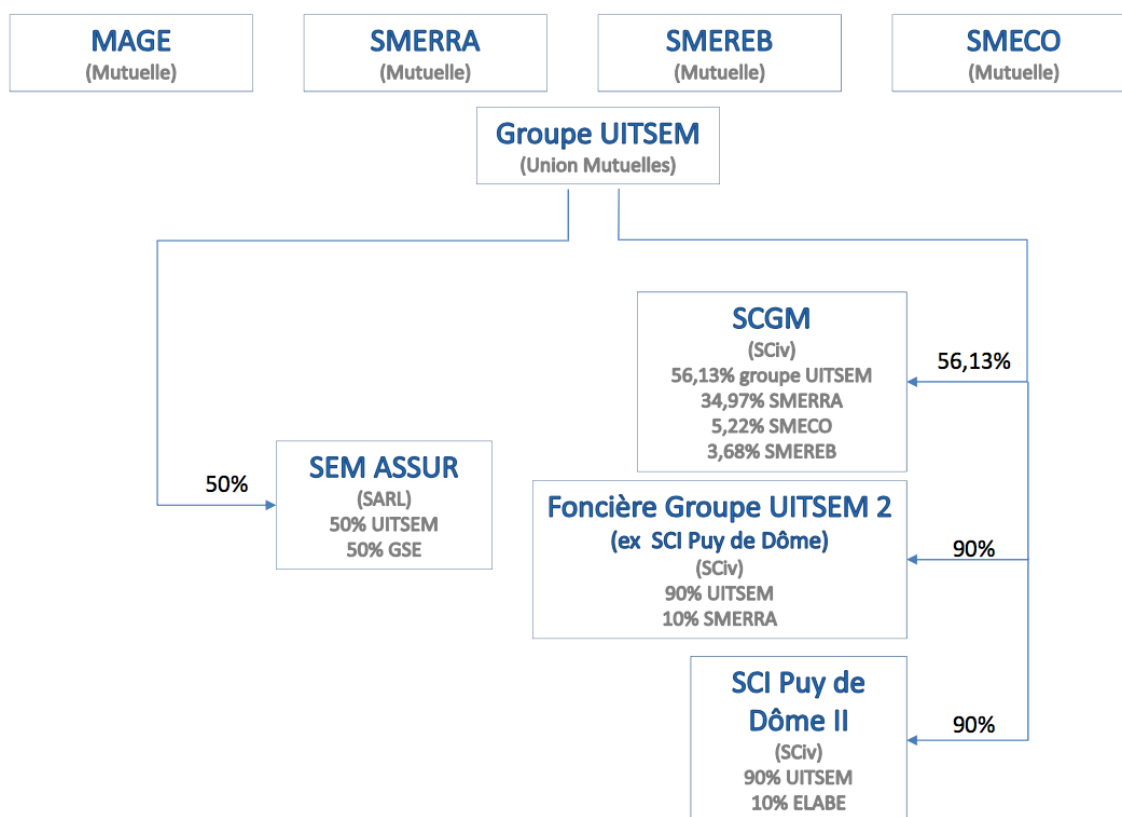 MAGE
(Mutuelle)
SMERRA
(Mutuelle)
SMEREB
(Mutuelle)
SMECO
(Mutuelle)
Groupe UITSEM
(Union Mutuelles)
SCGM
(SCiv)
56,13% groupe UITSEM
34,97% SMERRA
5,22% SMECO
3,68% SMEREB
56,13%
SEM ASSUR
(SARL)
50% UITSEM
50% GSE
50%
Foncière Groupe UITSEM 2
(ex SCI Puy de Dôme)
(SCiv)
90% UITSEM
10% SMERRA
90%
SCI Puy de
Dôme II
(SCiv)
90% UITSEM
10% ELABE
90%